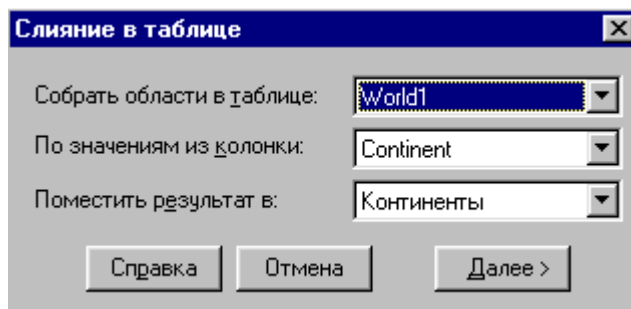 Слияние в таблице
Собрать области в таблице: World1
По значениям из колонки: Continent
Поместить результат в: Континенты
Справка Отмена Далее >